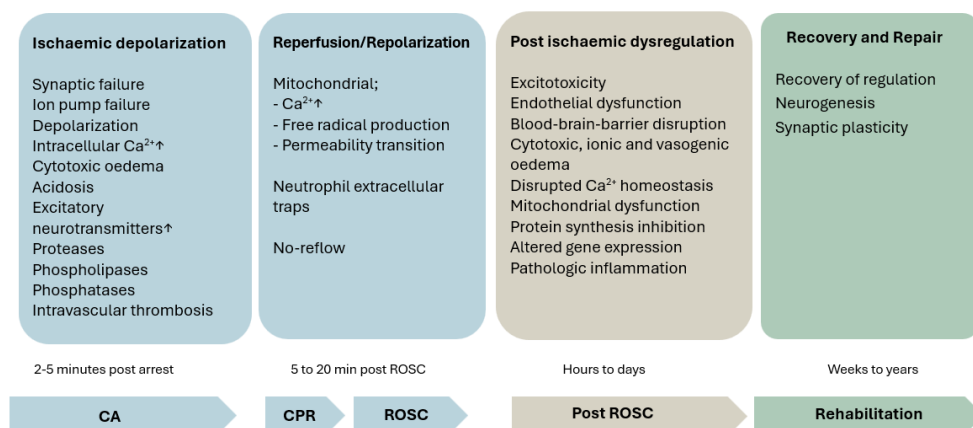 Ischaemic depolarization
Synaptic failure
Ion pump failure
Depolarization
Intracellular Ca²⁺↑
Cytotoxic oedema
Acidosis
Excitatory
neurotransmitters↑
Proteases
Phospholipases
Phosphatases
Intravascular thrombosis
Reperfusion/Repolarization
Mitochondrial;
- Ca²⁺↑
- Free radical production
- Permeability transition
Neutrophil extracellular
traps
No-reflow
Post ischaemic dysregulation
Excitotoxicity
Endothelial dysfunction
Blood-brain-barrier disruption
Cytotoxic, ionic and vasogenic
oedema
Disrupted Ca²⁺ homeostasis
Mitochondrial dysfunction
Protein synthesis inhibition
Altered gene expression
Pathologic inflammation
Recovery and Repair
Recovery of regulation
Neurogenesis
Synaptic plasticity
2-5 minutes post arrest
5 to 20 min post ROSC
Hours to days
Weeks to years
CA
CPR
ROSC
Post ROSC
Rehabilitation